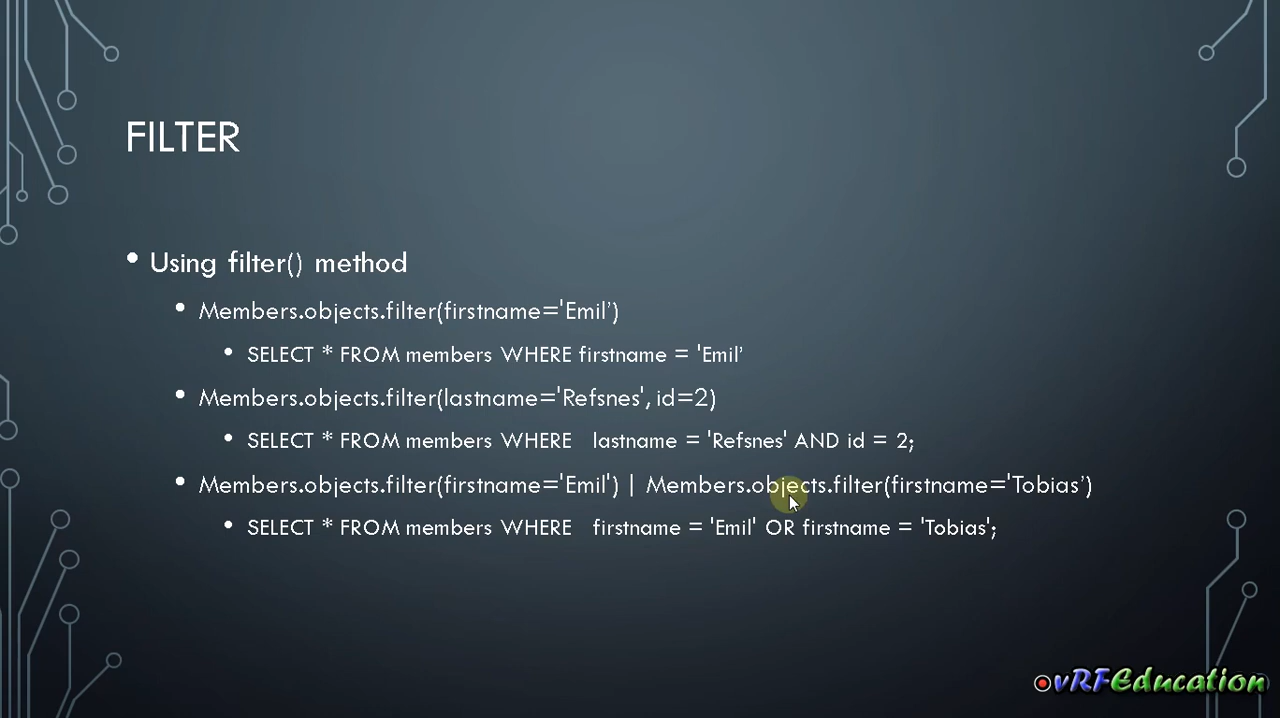 FILTER
• Using filter() method
• Members.objects.filter(firstname='Emil’)
• SELECT * FROM members WHERE firstname = 'Emil’
• Members.objects.filter(lastname='Refsnes', id=2)
• SELECT * FROM members WHERE lastname = 'Refsnes' AND id = 2;
• Members.objects.filter(firstname='Emil') | Members.objects.filter(firstname='Tobias’)
• SELECT * FROM members WHERE firstname = 'Emil' OR firstname = 'Tobias';
vRFEducation